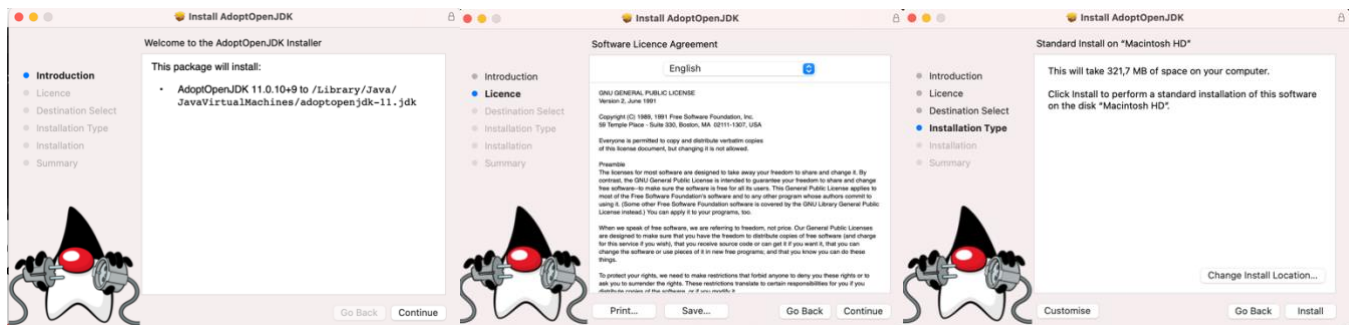 Install AdoptOpenJDK
Welcome to the AdoptOpenJDK Installer
Introduction
Licence
Destination Select
Installation Type
Installation
Summary
This package will install:
• AdoptOpenJDK 11.0.10+9 to /Library/Java/
JavaVirtualMachines/adoptopenjdk-11.jdk
Go Back
Continue
Install AdoptOpenJDK
Software Licence Agreement
Introduction
Licence
Destination Select
Installation Type
Installation
Summary
English
GNU GENERAL PUBLIC LICENSE
Version 2, June 1991
Copyright (C) 1989, 1991 Free Software Foundation, Inc.
59 Temple Place - Suite 330, Boston, MA 02111-1307, USA
Everyone is permitted to copy and distribute verbatim copies
of this license document, but changing it is not allowed.
Preamble
The licenses for most software are designed to take away your freedom to share and change it. By
contrast, the GNU General Public License is intended to guarantee your freedom to share and change
free software--to make sure the software is free for all its users. This General Public License applies to
most of the Free Software Foundation's software and to any other program whose authors commit to
using it. (Some other Free Software Foundation software is covered by the GNU Library General Public
License instead.) You can apply it to your programs, too.
When we speak of free software, we are referring to freedom, not price. Our General Public Licenses
are designed to make sure that you have the freedom to distribute copies of free software (and charge
for this service if you wish), that you receive source code or can get it if you want it, that you can
change the software or use pieces of it in new free programs; and that you know you can do these
things.
To protect your rights, we need to make restrictions that forbid anyone to deny you these rights or to
ask you to surrender the rights. These restrictions translate to certain responsibilities for you if you
distribute copies of the software, or if you modify it.
Print...
Save...
Go Back
Continue
Install AdoptOpenJDK
Standard Install on “Macintosh HD”
Introduction
Licence
Destination Select
Installation Type
Installation
Summary
This will take 321,7 MB of space on your computer.
Click Install to perform a standard installation of this software
on the disk “Macintosh HD”.
Change Install Location...
Customise
Go Back
Install